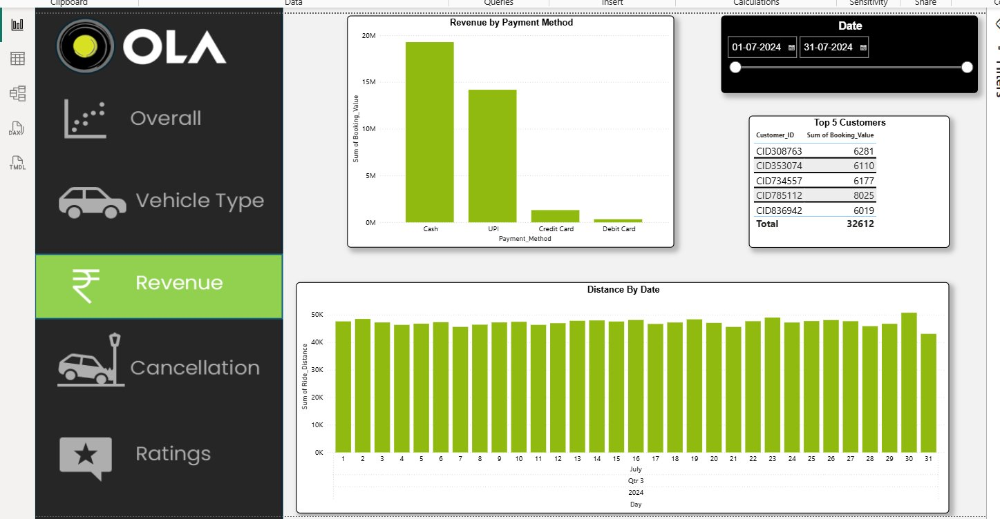 Clipboard
Data
Queries
Insert
Calculations
Sensitivity
Share
DAX
TMDL
OLA
Overall
Vehicle Type
Revenue
Cancellation
Ratings
Revenue by Payment Method
Sum of Booking_Value
20M
15M
10M
5M
0M
Cash UPI Credit Card Debit Card
Payment_Method
Date
01-07-2024 31-07-2024
Top 5 Customers
Customer_ID Sum of Booking_Value
CID308763 6281
CID353074 6110
CID734557 6177
CID785112 8025
CID836942 6019
Total 32612
Distance By Date
Sum of Ride_Distance
50K
40K
30K
20K
10K
0K
1 2 3 4 5 6 7 8 9 10 11 12 13 14 15 16 17 18 19 20 21 22 23 24 25 26 27 28 29 30 31
July
Qtr 3
2024
Day